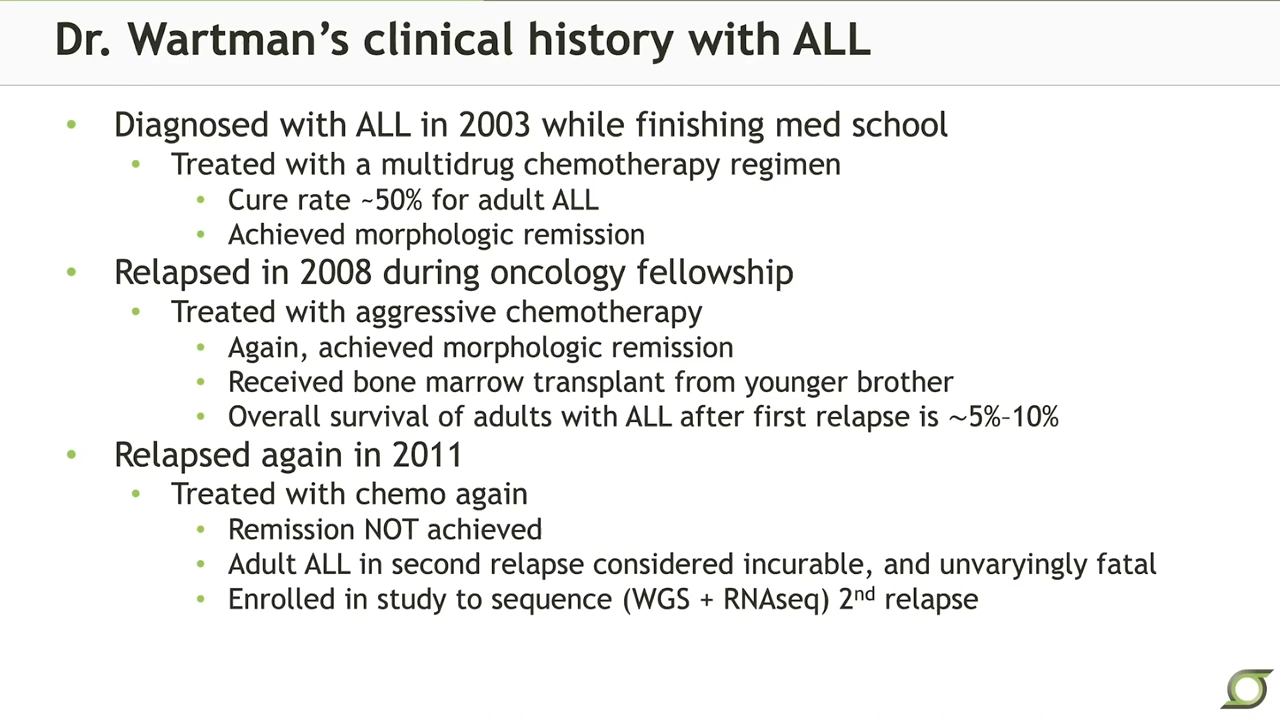 Dr. Wartman’s clinical history with ALL
• Diagnosed with ALL in 2003 while finishing med school
• Treated with a multidrug chemotherapy regimen
• Cure rate ~50% for adult ALL
• Achieved morphologic remission
• Relapsed in 2008 during oncology fellowship
• Treated with aggressive chemotherapy
• Again, achieved morphologic remission
• Received bone marrow transplant from younger brother
• Overall survival of adults with ALL after first relapse is ~5%–10%
• Relapsed again in 2011
• Treated with chemo again
• Remission NOT achieved
• Adult ALL in second relapse considered incurable, and unvaryingly fatal
• Enrolled in study to sequence (WGS + RNAseq) 2nd relapse